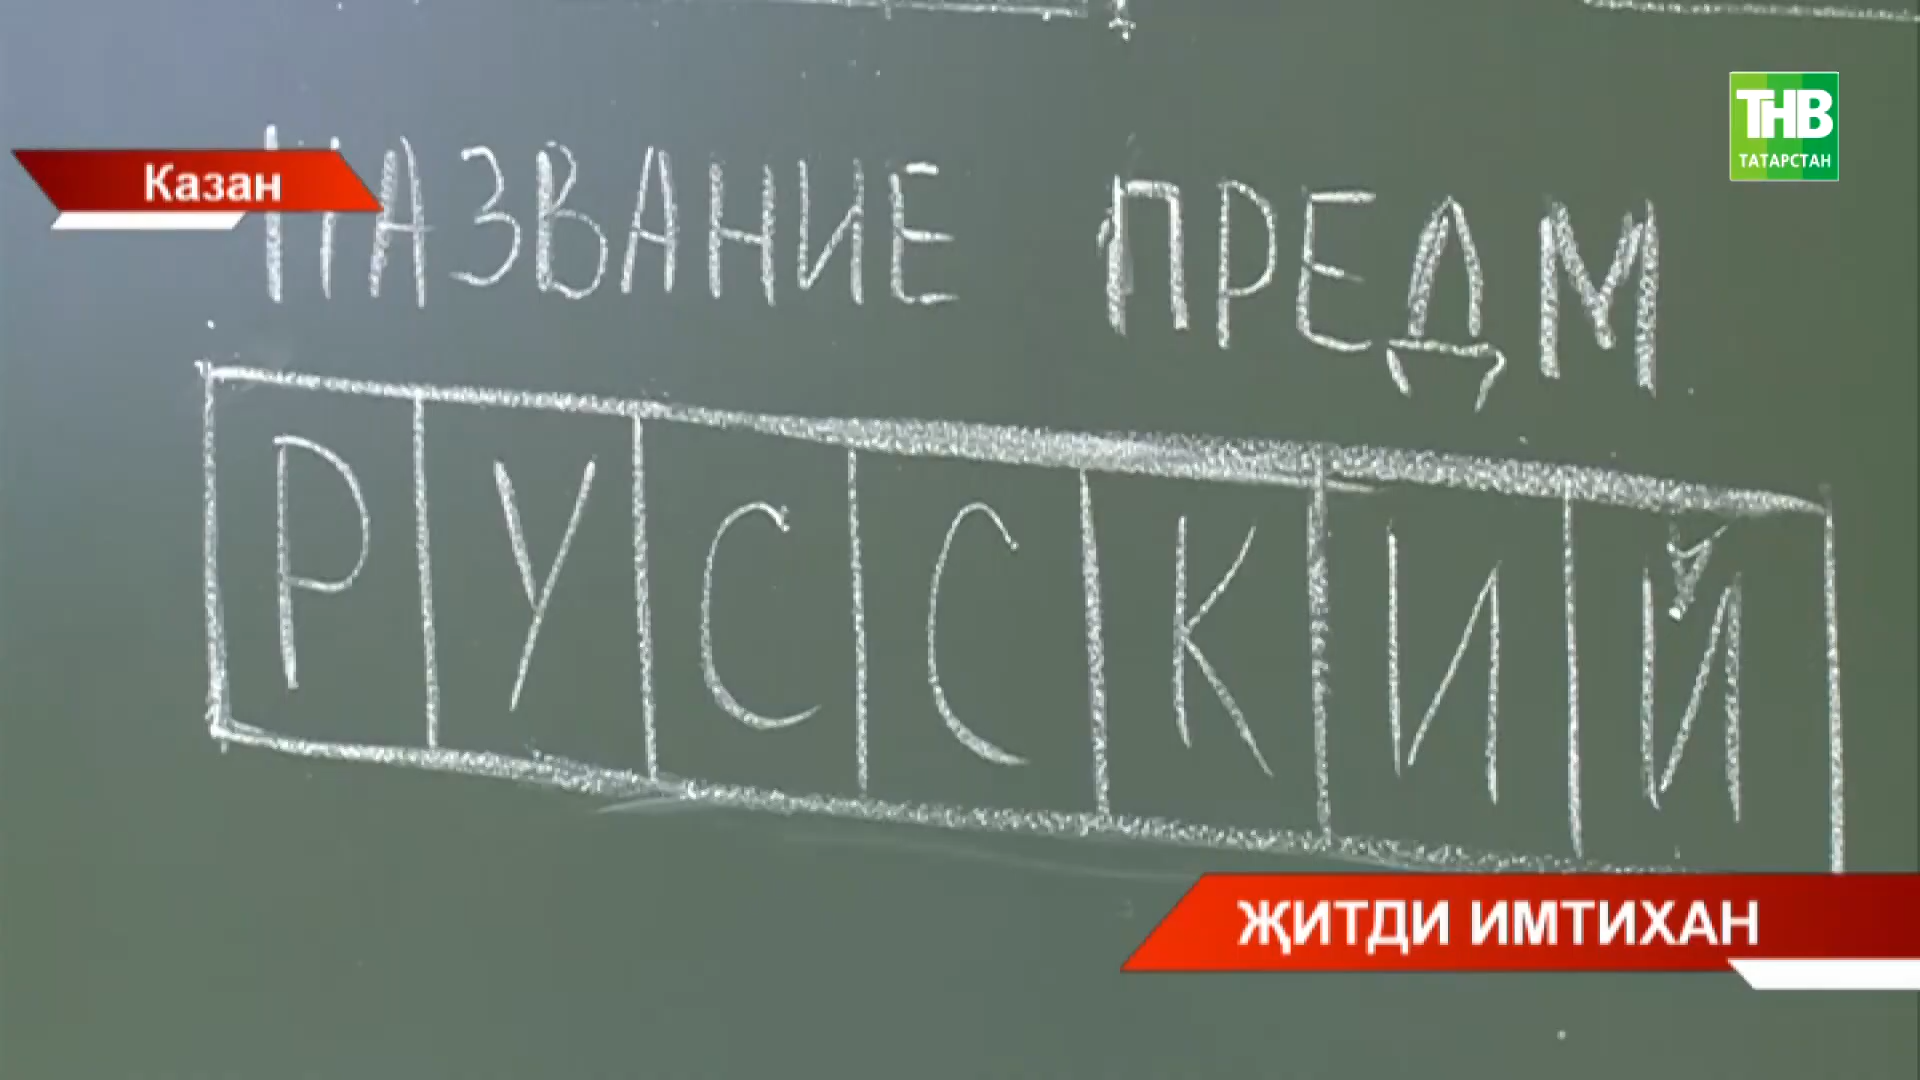 ТНВ
ТАТАРСТАН
Казан
НАЗВАНИЕ ПРЕДМ
РУССКИЙ
ҖИТДИ ИМТИХАН